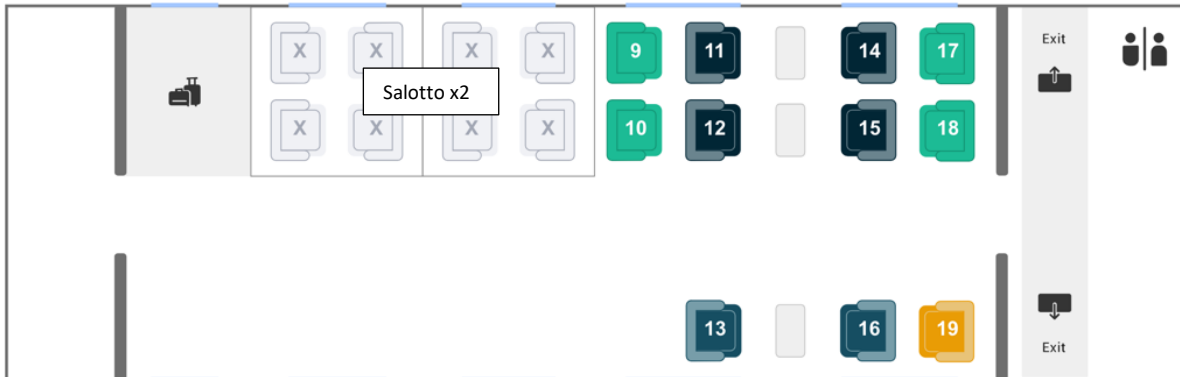 X X X X 9 11 14 17 Exit
Salotto x2
X X X X 10 12 15 18
13 16 19
Exit